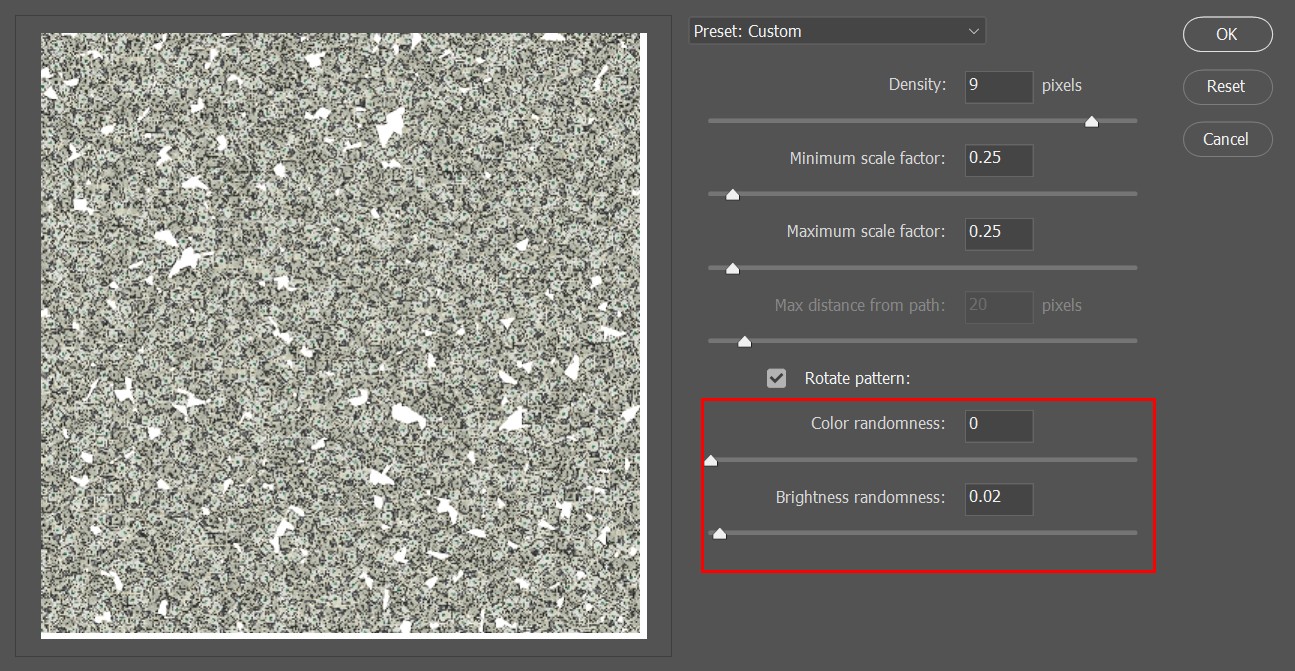 Preset: Custom
OK
Density: 9 pixels
Reset
Cancel
Minimum scale factor: 0.25
Maximum scale factor: 0.25
Max distance from path: 20 pixels
Rotate pattern:
Color randomness: 0
Brightness randomness: 0.02